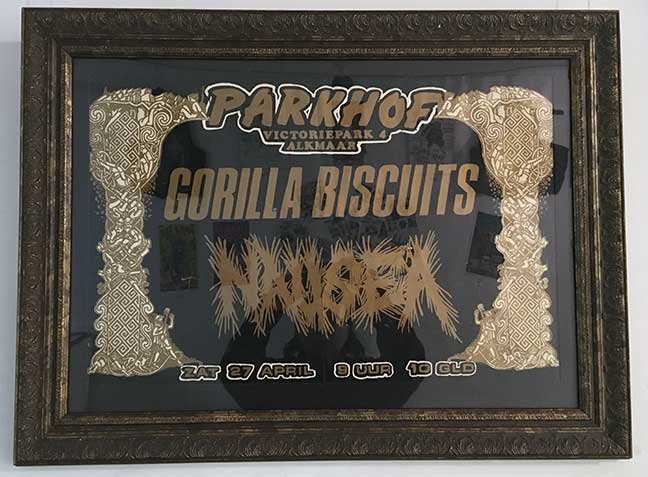 PARKHOF
VICTORIEPARK 4
ALKMAAR
GORILLA BISCUITS
NAUSEA
ZAT 27 APRIL 9 UUR 10 GLD